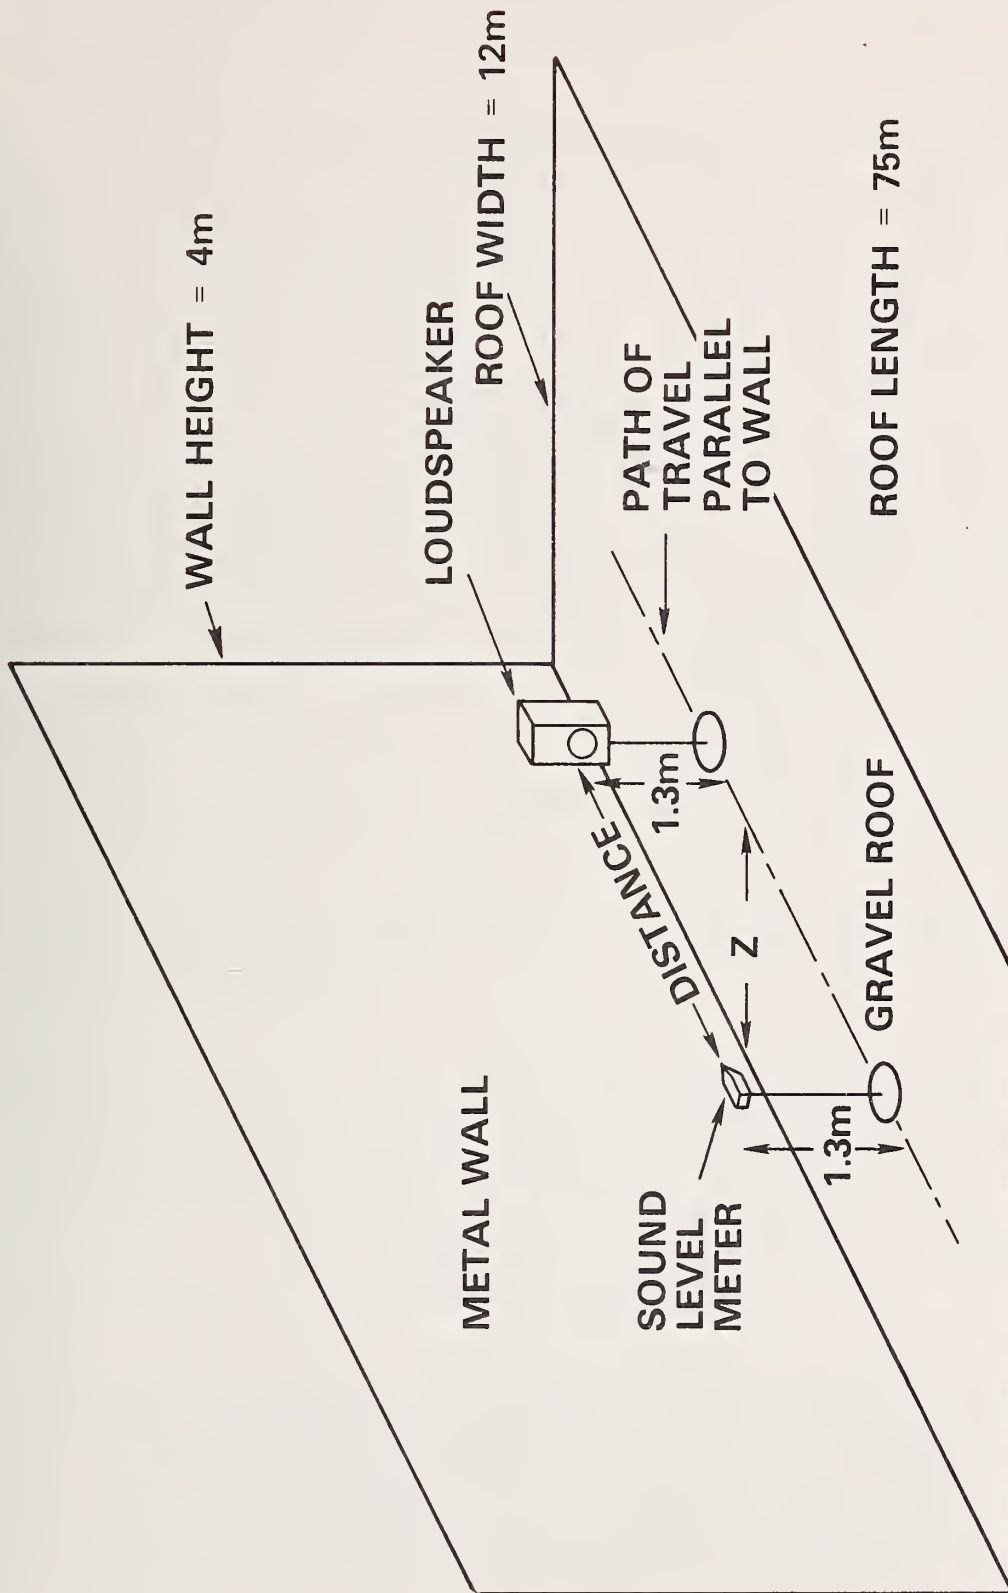 WALL HEIGHT = 4m
LOUDSPEAKER
ROOF WIDTH = 12m
METAL WALL
DISTANCE
SOUND
LEVEL
METER
1.3m
1.3m
Z
PATH OF
TRAVEL
PARALLEL
TO WALL
GRAVEL ROOF
ROOF LENGTH = 75m